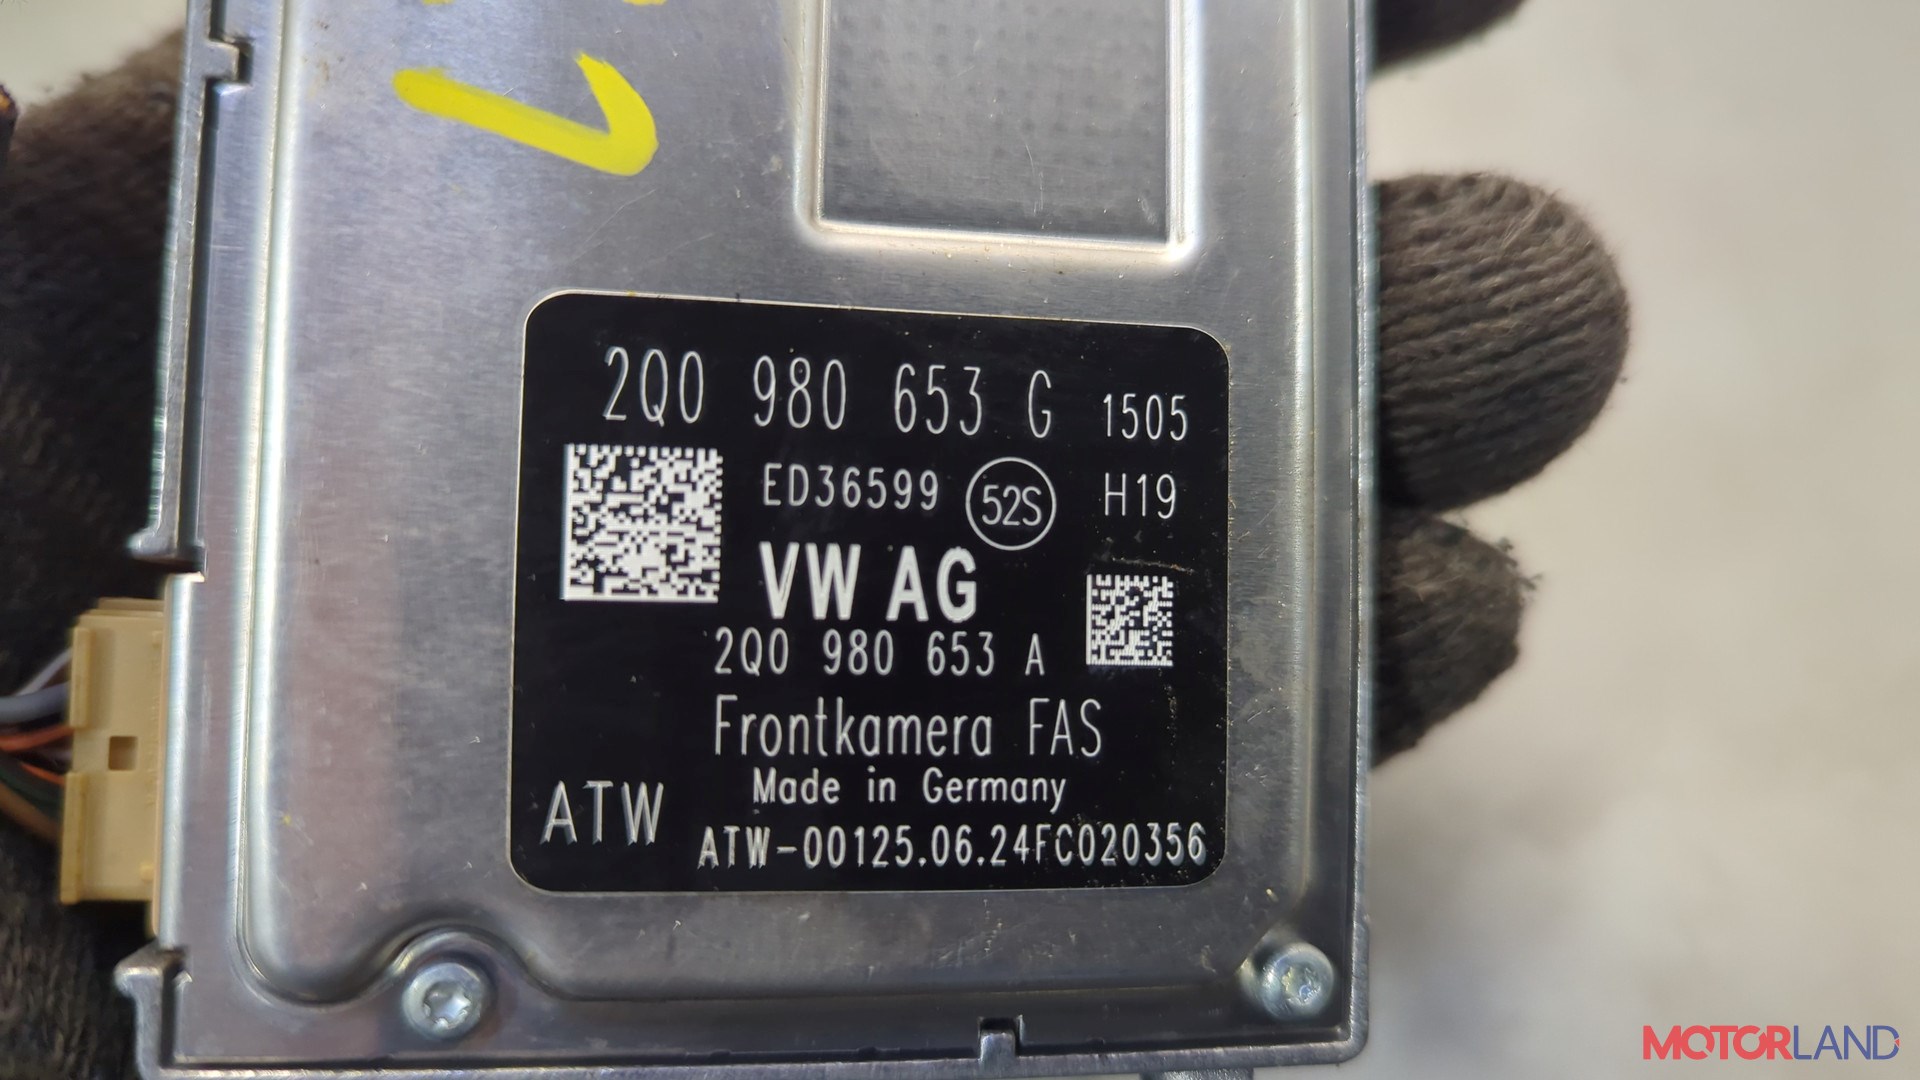 2Q0 980 653 G 1505
ED36599 52S H19
VW AG
2Q0 980 653 A
Frontkamera FAS
Made in Germany
ATW
ATW-00125.06.24FC020356
MOTORLAND